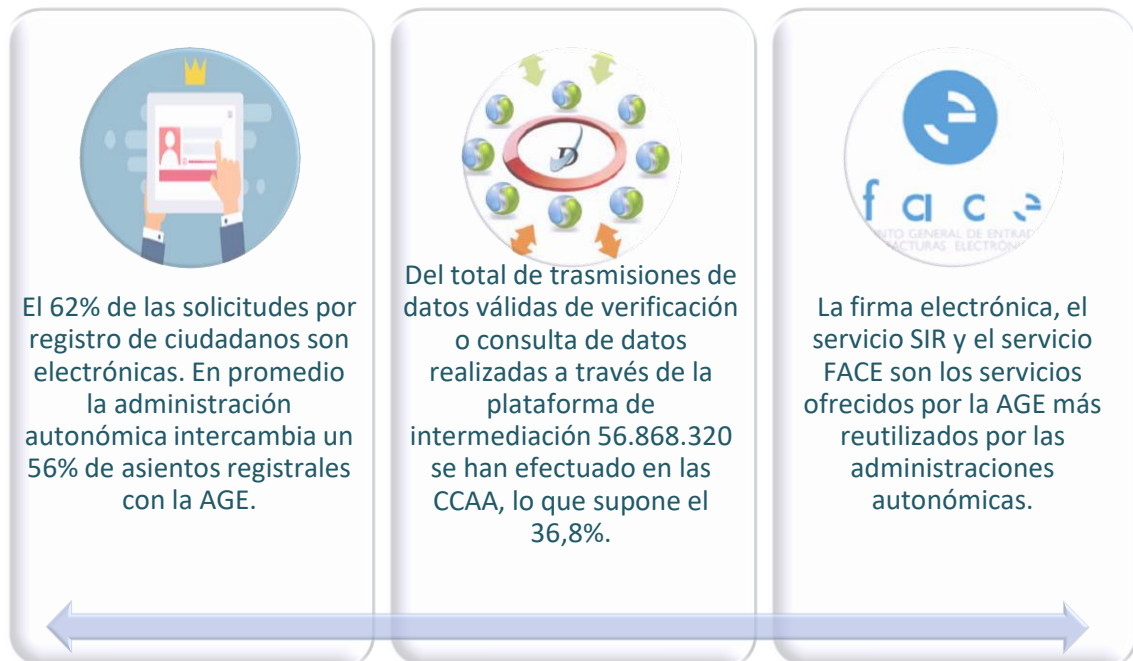 El 62% de las solicitudes por
registro de ciudadanos son
electrónicas. En promedio
la administración
autonómica intercambia un
56% de asientos registrales
con la AGE.
D
Del total de trasmisiones de
datos válidas de verificación
o consulta de datos
realizadas a través de la
plataforma de
intermediación 56.868.320
se han efectuado en las
CCAA, lo que supone el
36,8%.
face
GENERAL DE
La firma electrónica, el
servicio SIR y el servicio
FACE son los servicios
ofrecidos por la AGE más
reutilizados por las
administraciones
autonómicas.